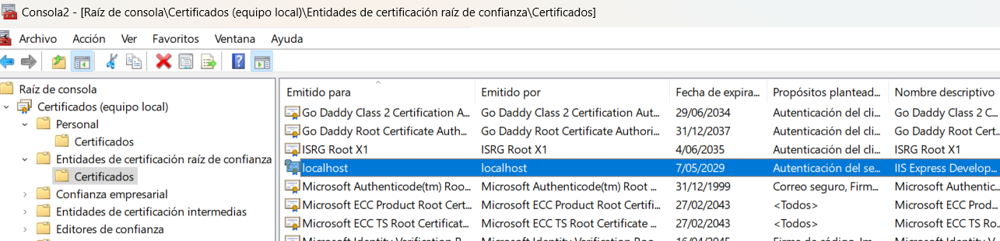 Consola2 - [Raíz de consola\Certificados (equipo local)\Entidades de certificación raíz de confianza\Certificados]
Archivo Acción Ver Favoritos Ventana Ayuda
Raíz de consola
Certificados (equipo local)
Personal
Certificados
Entidades de certificación raíz de confianza
Certificados
Confianza empresarial
Entidades de certificación intermedias
Editores de confianza
Emitido para Emitido por Fecha de expira... Propósitos plantead... Nombre descriptivo
Go Daddy Class 2 Certification A... Go Daddy Class 2 Certification Aut... 29/06/2034 Autenticación del cli... Go Daddy Class 2 C...
Go Daddy Root Certificate Auth... Go Daddy Root Certificate Authori... 31/12/2037 Autenticación del cli... Go Daddy Root Cert...
ISRG Root X1 ISRG Root X1 4/06/2035 Autenticación del cli... ISRG Root X1
localhost localhost 7/05/2029 Autenticación del se... IIS Express Develop...
Microsoft Authenticode(tm) Roo... Microsoft Authenticode(tm) Root ... 31/12/1999 Correo seguro, Firm... Microsoft Authentic...
Microsoft ECC Product Root Cert... Microsoft ECC Product Root Certifi... 27/02/2043 <Todos> Microsoft ECC Prod...
Microsoft ECC TS Root Certificat... Microsoft ECC TS Root Certificate ... 27/02/2043 <Todos> Microsoft ECC TS Ro...